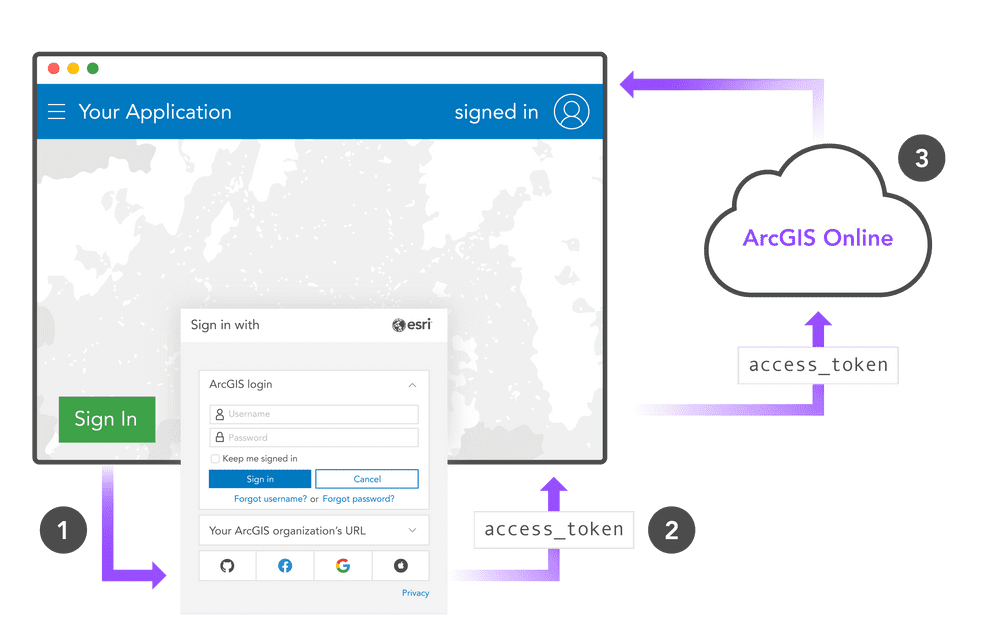 Your Application
signed in
3
ArcGIS Online
Sign in with
esri
access_token
ArcGIS login
Username
Sign In
Password
Keep me signed in
Sign in
Cancel
Forgot username? or Forgot password?
1
Your ArcGIS organization's URL
access_token
2
Privacy